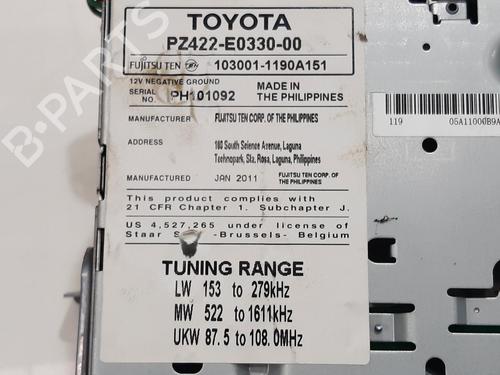 TOYOTA
PZ422-E0330-00
FUJITSU TEN 103001-1190A151
12V NEGATIVE GROUND
SERIAL NO. PH101092
MADE IN THE PHILIPPINES
MANUFACTURER FUJITSU TEN CORP. OF THE PHILIPPINES
ADDRESS 160 South Science Avenue, Laguna
Technopark, Sta. Rosa, Laguna, Philippines
MANUFACTURED JAN 2011 FUJITSU TEN CORP. OF
THE PHILIPPINES
This product complies with
21 CFR Chapter 1. Subchapter J.
US 4,527,265 under license of
Staar -Brussels- Belgium
TUNING RANGE
LW 153 to 279kHz
MW 522 to 1611kHz
UKW 87.5 to 108.0MHz
119 05A11000B9A
B-PARTS